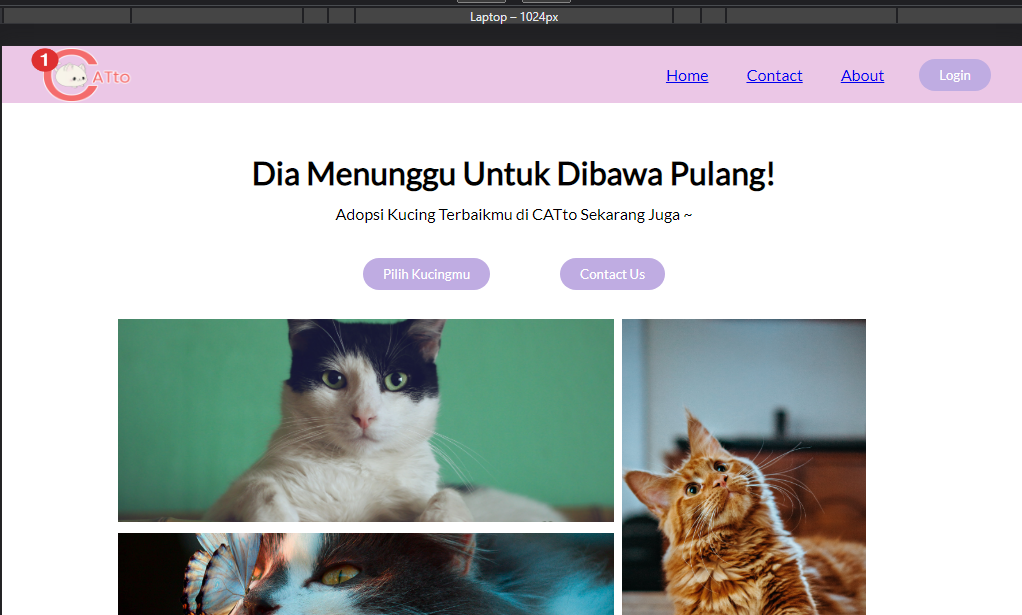 Laptop – 1024px
1
CATto
Home Contact About Login
Dia Menunggu Untuk Dibawa Pulang!
Adopsi Kucing Terbaikmu di CATto Sekarang Juga ~
Pilih Kucingmu Contact Us